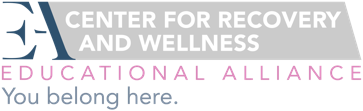 EA
CENTER FOR RECOVERY
AND WELLNESS
EDUCATIONAL ALLIANCE
You belong here.